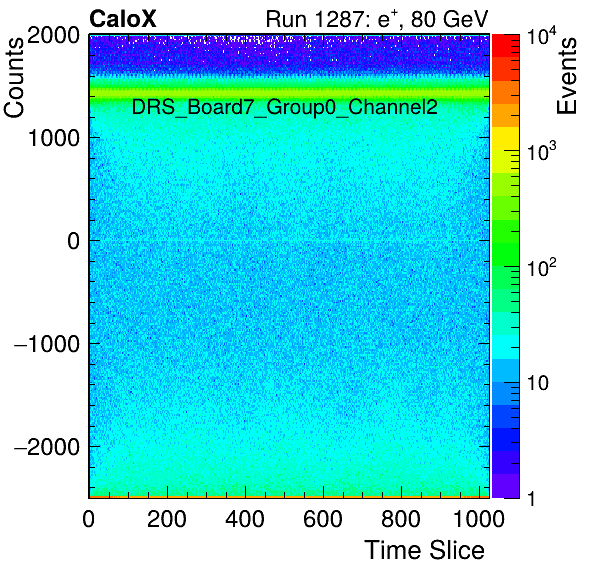 CaloX Run 1287: e⁺, 80 GeV
Counts
Events
DRS_Board7_Group0_Channel2
2000
1000
0
−1000
−2000
0 200 400 600 800 1000
Time Slice
10⁴
10³
10²
10
1